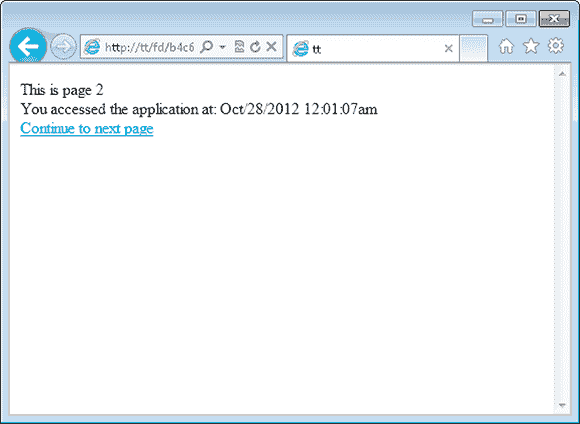 http://tt/fd/b4c6
tt
This is page 2
You accessed the application at: Oct/28/2012 12:01:07am
Continue to next page